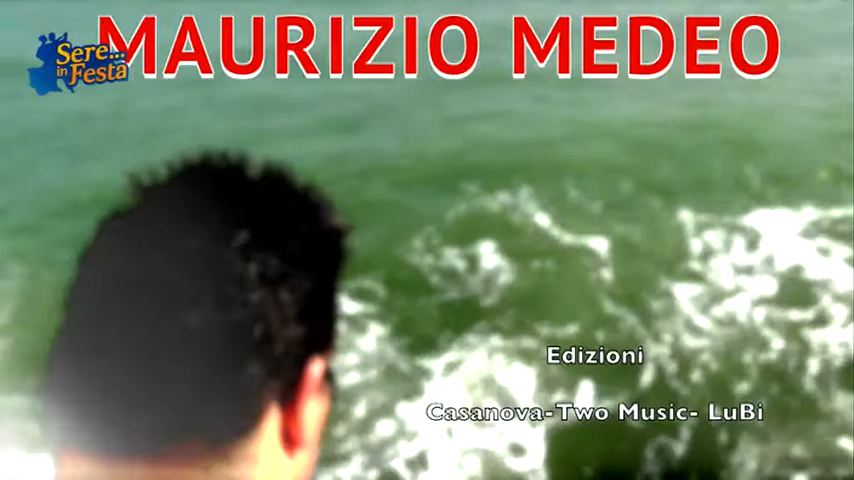 MAURIZIO MEDEO
Sere...
in
Festa
Edizioni
Casanova-Two Music- LuBi